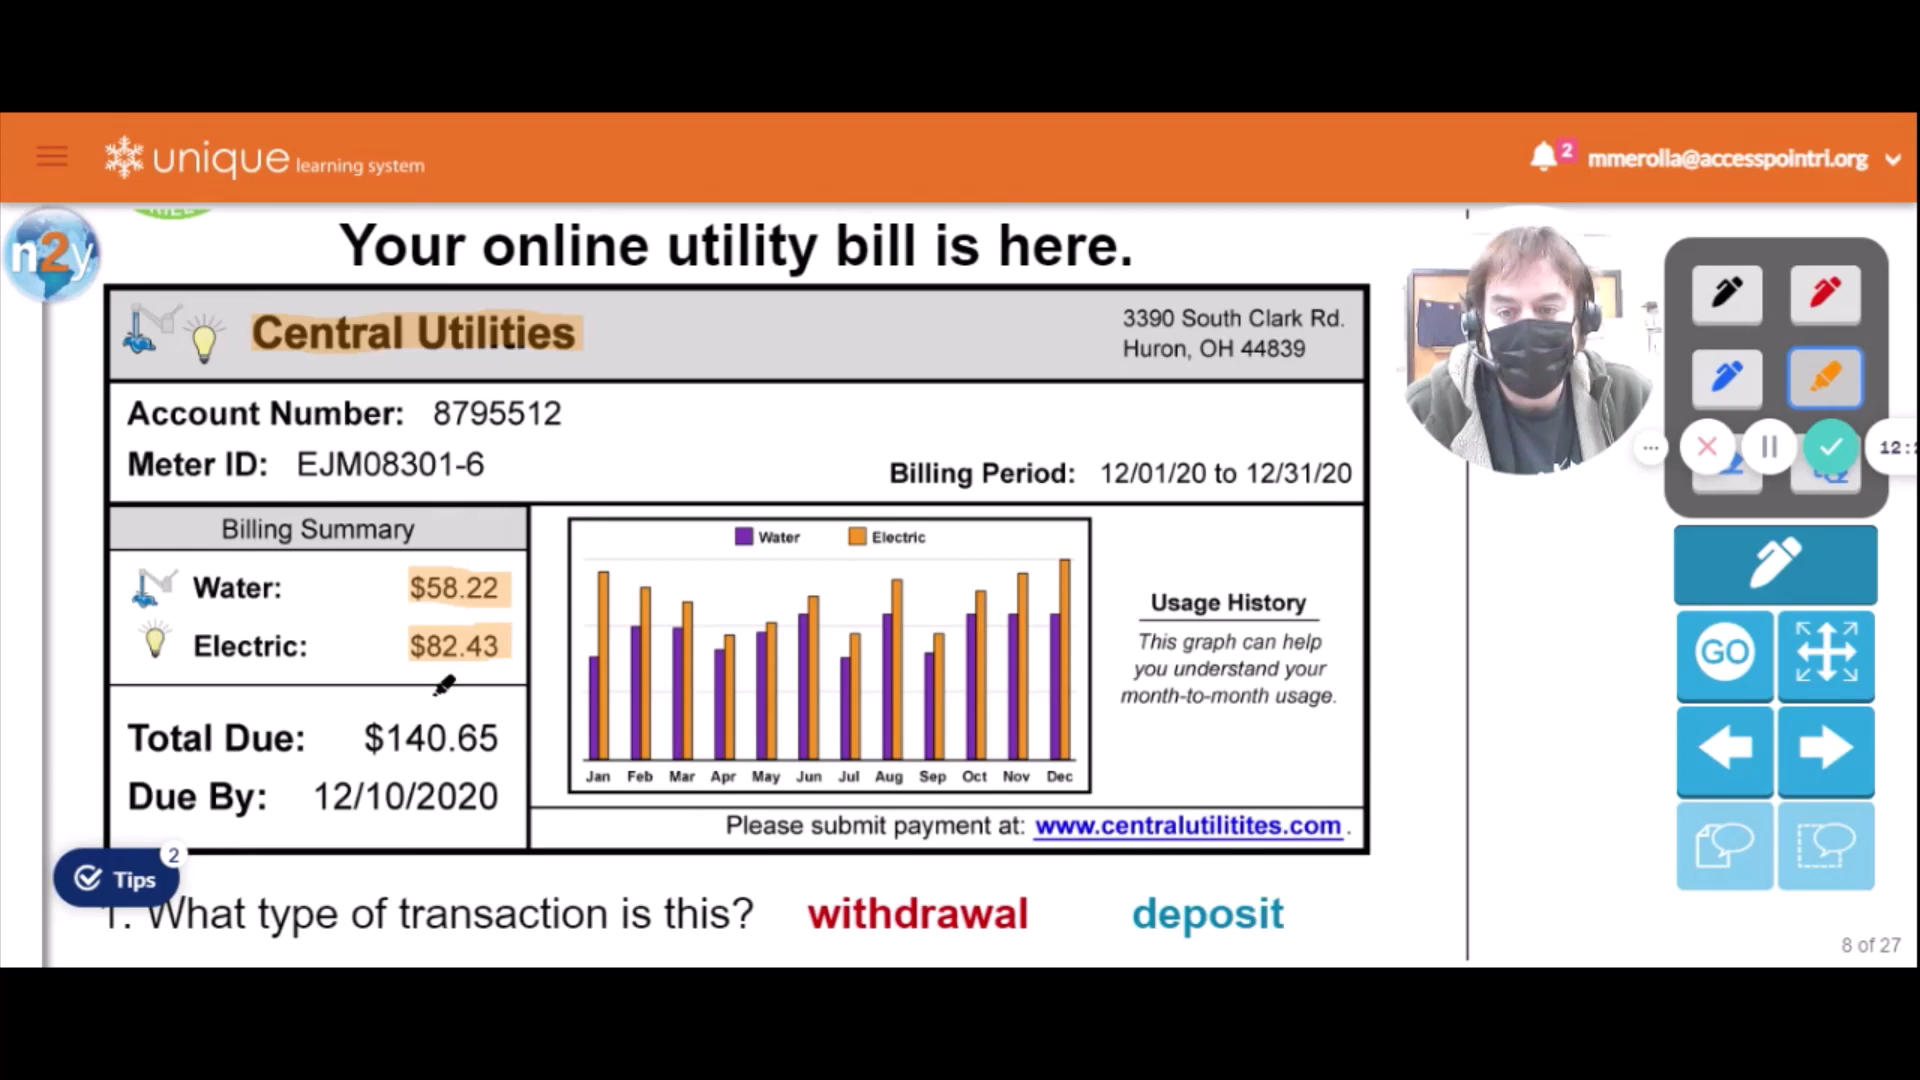 unique learning system
2
mmerolla@accesspointri.org
n2y
Your online utility bill is here.
Central Utilities
3390 South Clark Rd.
Huron, OH 44839
Account Number: 8795512
Meter ID: EJM08301-6
Billing Period: 12/01/20 to 12/31/20
Billing Summary
Water: $58.22
Electric: $82.43
Total Due: $140.65
Due By: 12/10/2020
Water Electric
Jan Feb Mar Apr May Jun Jul Aug Sep Oct Nov Dec
Usage History
This graph can help
you understand your
month-to-month usage.
Please submit payment at: www.centralutilitites.com.
GO
Tips
2
1. What type of transaction is this? withdrawal deposit
8 of 27